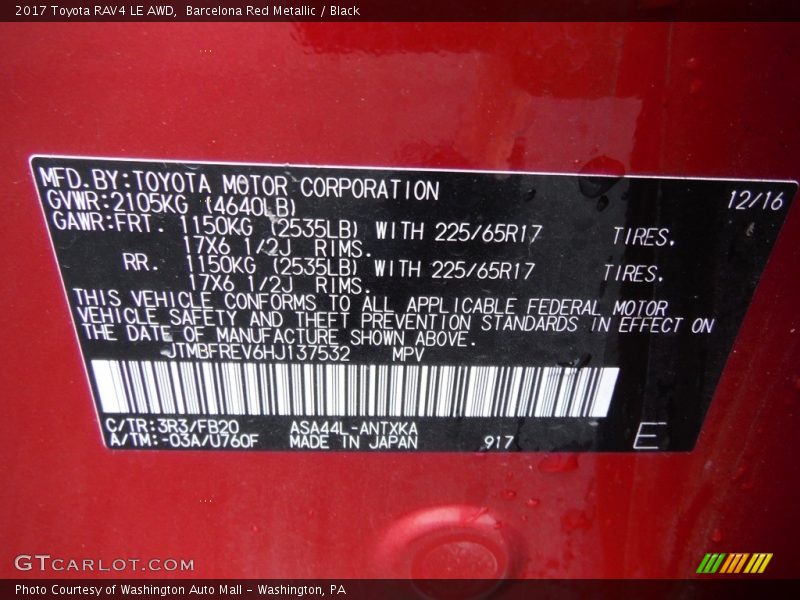 2017 Toyota RAV4 LE AWD,  Barcelona Red Metallic / Black
MFD.BY:TOYOTA MOTOR CORPORATION 12/16
GVWR:2105KG (4640LB)
GAWR:FRT. 1150KG (2535LB) WITH 225/65R17 TIRES.
17X6 1/2J RIMS.
RR. 1150KG (2535LB) WITH 225/65R17 TIRES.
17X6 1/2J RIMS.
THIS VEHICLE CONFORMS TO ALL APPLICABLE FEDERAL MOTOR
VEHICLE SAFETY AND THEFT PREVENTION STANDARDS IN EFFECT ON
THE DATE OF MANUFACTURE SHOWN ABOVE.
JTMBFREV6HJ137532 MPV
C/TR:3R3/FB20 ASA44L-ANTXKA
A/TM:-03A/U760F MADE IN JAPAN 917 E
GTCARLOT.COM
Photo Courtesy of Washington Auto Mall - Washington, PA